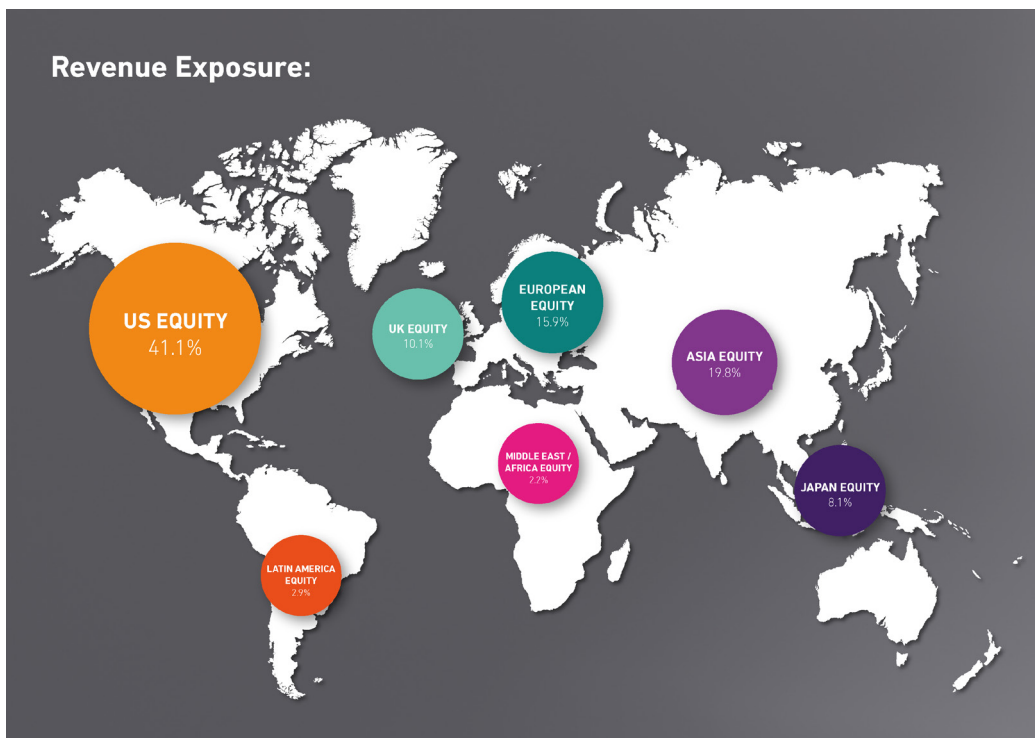 Revenue Exposure:
US EQUITY
41.1%
UK EQUITY
10.1%
EUROPEAN
EQUITY
15.9%
ASIA EQUITY
19.8%
MIDDLE EAST /
AFRICA EQUITY
2.2%
JAPAN EQUITY
8.1%
LATIN AMERICA
EQUITY
2.9%